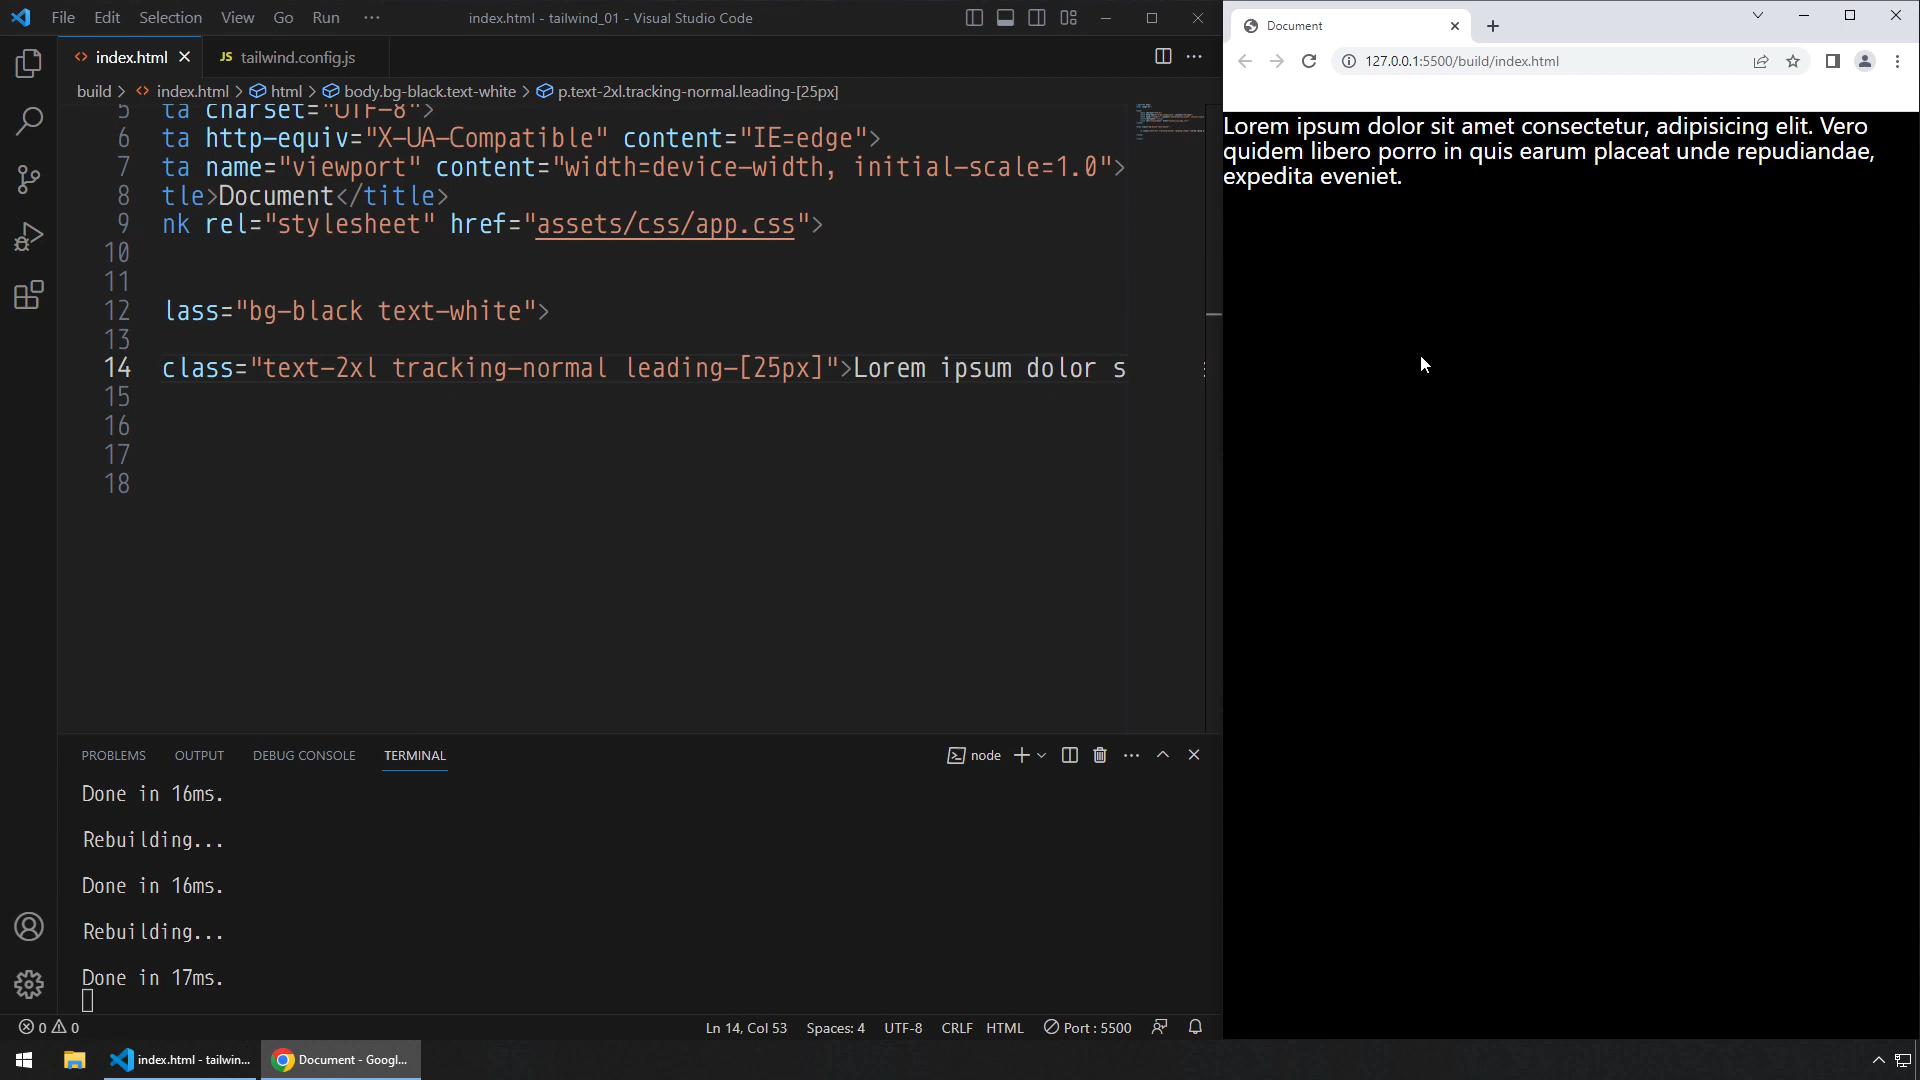 File Edit Selection View Go Run ··· index.html - tailwind_01 - Visual Studio Code
index.html JS tailwind.config.js
build > index.html > html > body.bg-black.text-white > p.text-2xl.tracking-normal.leading-[25px]
5 ta charset="UTF-8">
6 ta http-equiv="X-UA-Compatible" content="IE=edge">
7 ta name="viewport" content="width=device-width, initial-scale=1.0">
8 tle>Document</title>
9 nk rel="stylesheet" href="assets/css/app.css">
10
11
12 lass="bg-black text-white">
13
14 class="text-2xl tracking-normal leading-[25px]">Lorem ipsum dolor s
15
16
17
18
PROBLEMS OUTPUT DEBUG CONSOLE TERMINAL node
Done in 16ms.
Rebuilding...
Done in 16ms.
Rebuilding...
Done in 17ms.
0 0 Ln 14, Col 53 Spaces: 4 UTF-8 CRLF HTML Port : 5500
index.html - tailwin... Document - Googl...
Document
127.0.0.1:5500/build/index.html
Lorem ipsum dolor sit amet consectetur, adipisicing elit. Vero
quidem libero porro in quis earum placeat unde repudiandae,
expedita eveniet.